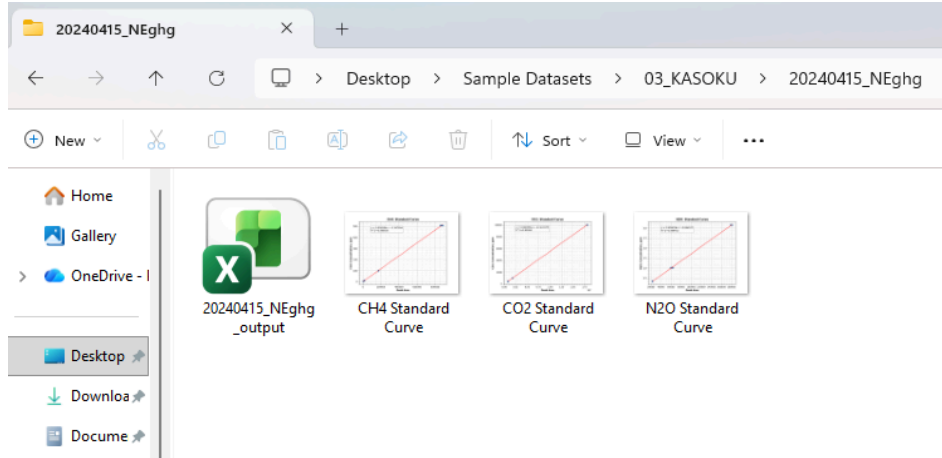 20240415_NEghg
Desktop > Sample Datasets > 03_KASOKU > 20240415_NEghg
New
Sort
View
Home
Gallery
OneDrive -
Desktop
Downloa
Docume
20240415_NEghg
_output
CH4 Standard
Curve
CO2 Standard
Curve
N2O Standard
Curve